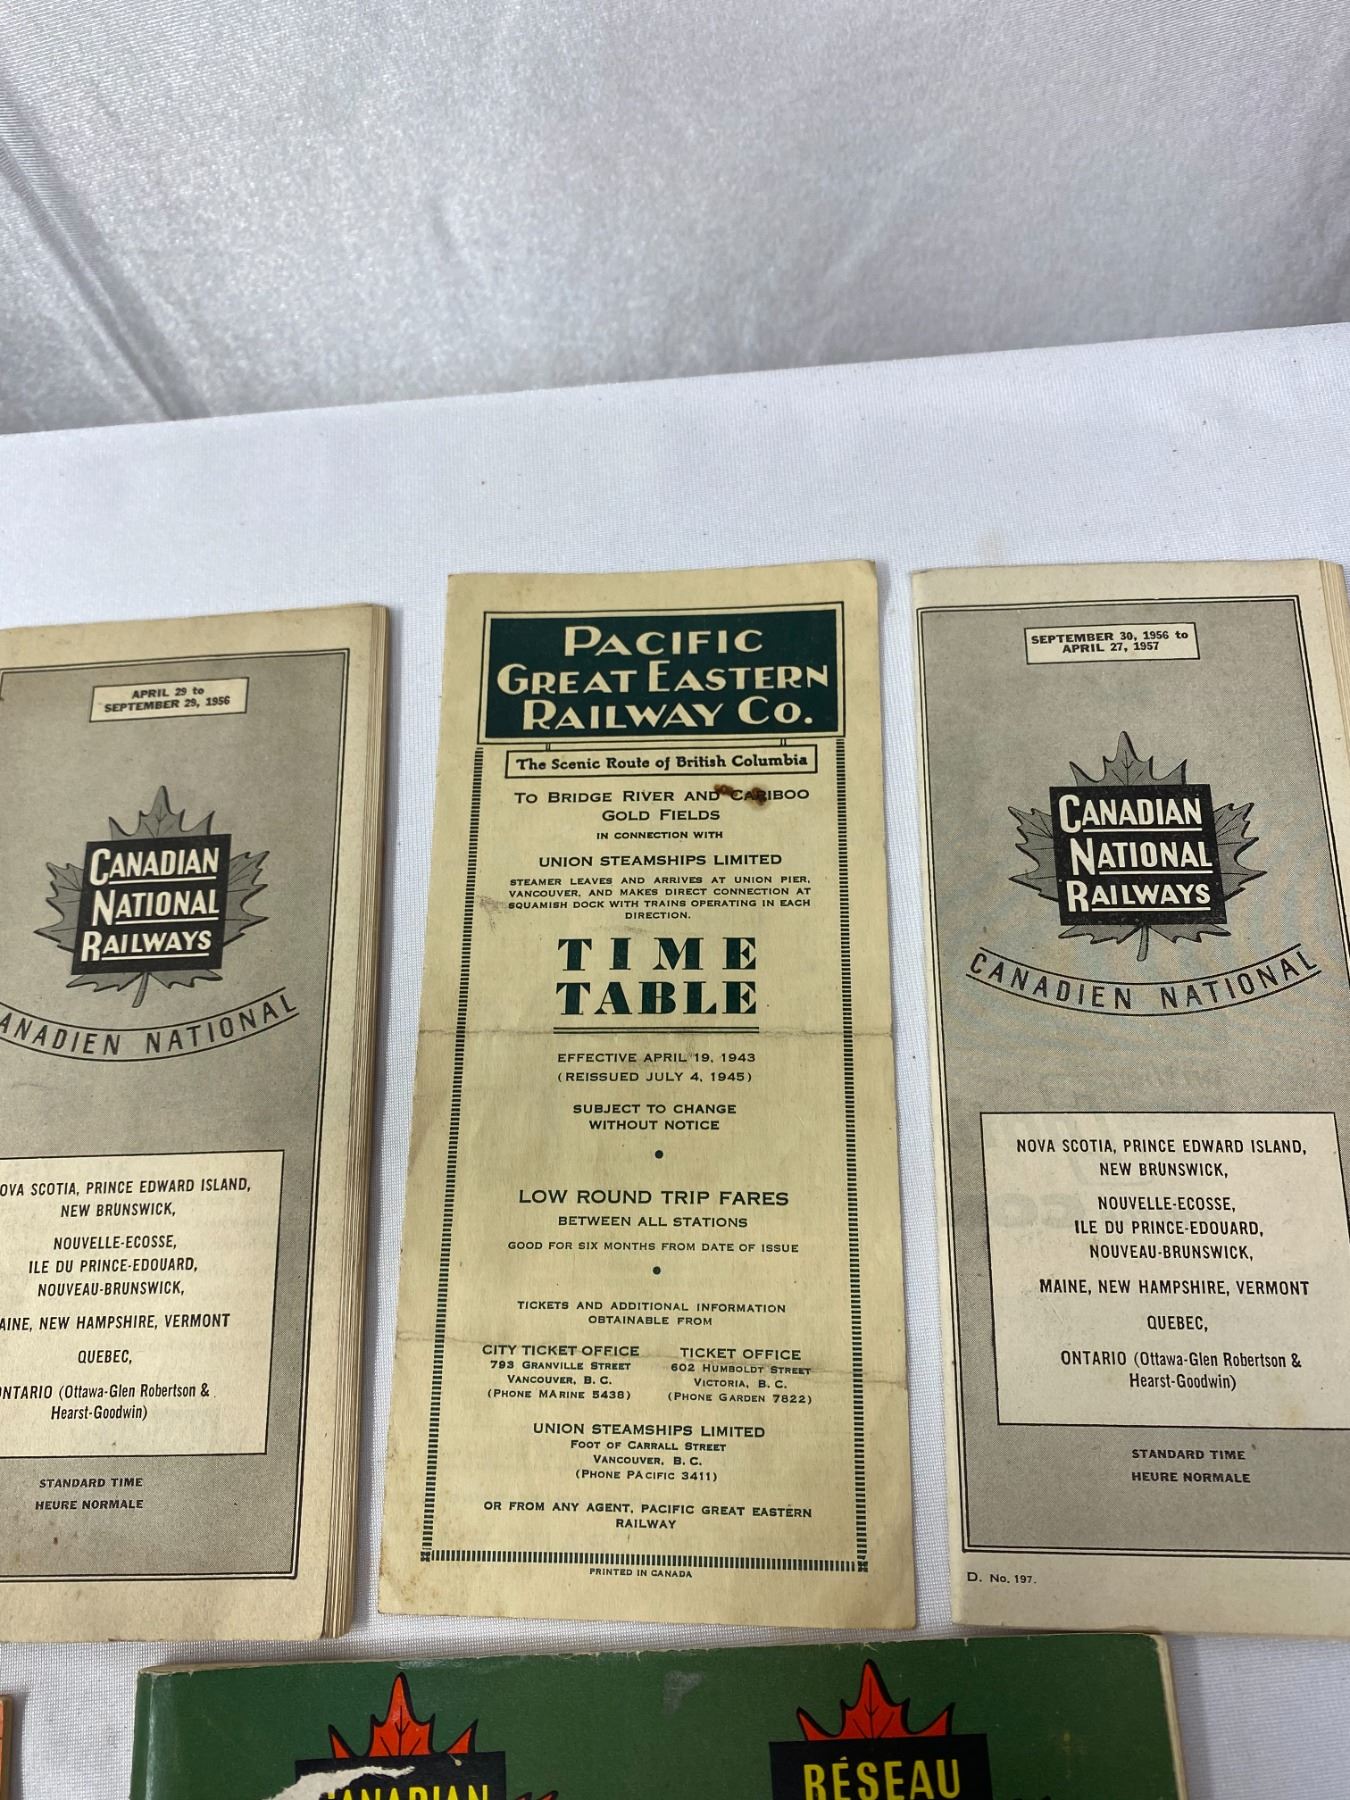 APRIL 29 to
SEPTEMBER 29, 1956
CANADIAN
NATIONAL
RAILWAYS
NATIONAL
PRINCE EDWARD ISLAND,
NEW BRUNSWICK,
NOUVELLE-ECOSSE,
ILE DU PRINCE-EDOUARD,
NOUVEAU-BRUNSWICK,
NEW HAMPSHIRE, VERMONT
QUEBEC,
(Ottawa-Glen Robertson &
Hearst-Goodwin)
STANDARD TIME
HEURE NORMALE
PACIFIC
GREAT EASTERN
RAILWAY CO.
The Scenic Route of British Columbia
TO BRIDGE RIVER AND CARIBOO
GOLD FIELDS
IN CONNECTION WITH
UNION STEAMSHIPS LIMITED
STEAMER LEAVES AND ARRIVES AT UNION PIER,
VANCOUVER, AND MAKES DIRECT CONNECTION AT
SQUAMISH DOCK WITH TRAINS OPERATING IN EACH
DIRECTION.
TIME
TABLE
EFFECTIVE APRIL 19, 1943
(REISSUED JULY 4, 1945)
SUBJECT TO CHANGE
WITHOUT NOTICE
LOW ROUND TRIP FARES
BETWEEN ALL STATIONS
GOOD FOR SIX MONTHS FROM DATE OF ISSUE
TICKETS AND ADDITIONAL INFORMATION
OBTAINABLE FROM
CITY TICKET OFFICE
793 GRANVILLE STREET
VANCOUVER, B. C.
(PHONE MARINE 5438)
TICKET OFFICE
602 HUMBOLDT STREET
VICTORIA, B. C.
(PHONE GARDEN 7822)
UNION STEAMSHIPS LIMITED
FOOT OF CARRALL STREET
VANCOUVER, B. C.
(PHONE PACIFIC 3411)
OR FROM ANY AGENT, PACIFIC GREAT EASTERN
RAILWAY
PRINTED IN CANADA
SEPTEMBER 30, 1956 to
APRIL 27, 1957
CANADIAN
NATIONAL
RAILWAYS
CANADIEN NATIONAL
NOVA SCOTIA, PRINCE EDWARD ISLAND,
NEW BRUNSWICK,
NOUVELLE-ECOSSE,
ILE DU PRINCE-EDOUARD,
NOUVEAU-BRUNSWICK,
MAINE, NEW HAMPSHIRE, VERMONT
QUEBEC,
ONTARIO (Ottawa-Glen Robertson &
Hearst-Goodwin)
STANDARD TIME
HEURE NORMALE
D. No. 197.
CANADIAN
RÉSEAU